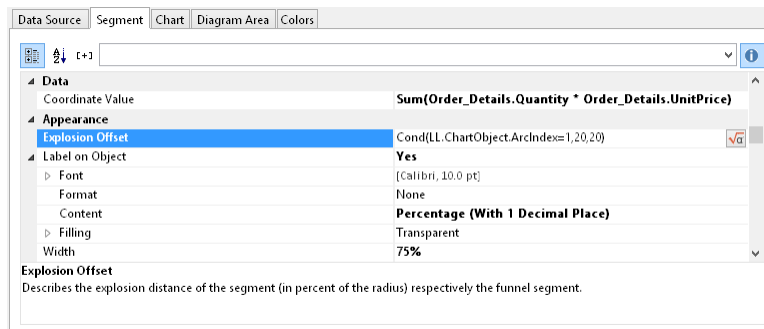 Data Source Segment Chart Diagram Area Colors
Data
Coordinate Value Sum(Order_Details.Quantity * Order_Details.UnitPrice)
Appearance
Explosion Offset Cond(LL.ChartObject.ArcIndex=1,20,20)
Label on Object Yes
Font [Calibri, 10.0 pt]
Format None
Content Percentage (With 1 Decimal Place)
Filling Transparent
Width 75%
Explosion Offset
Describes the explosion distance of the segment (in percent of the radius) respectively the funnel segment.